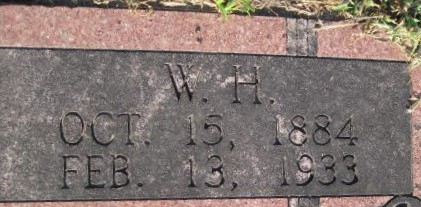 W. H.
OCT. 15, 1884
FEB. 13, 1933